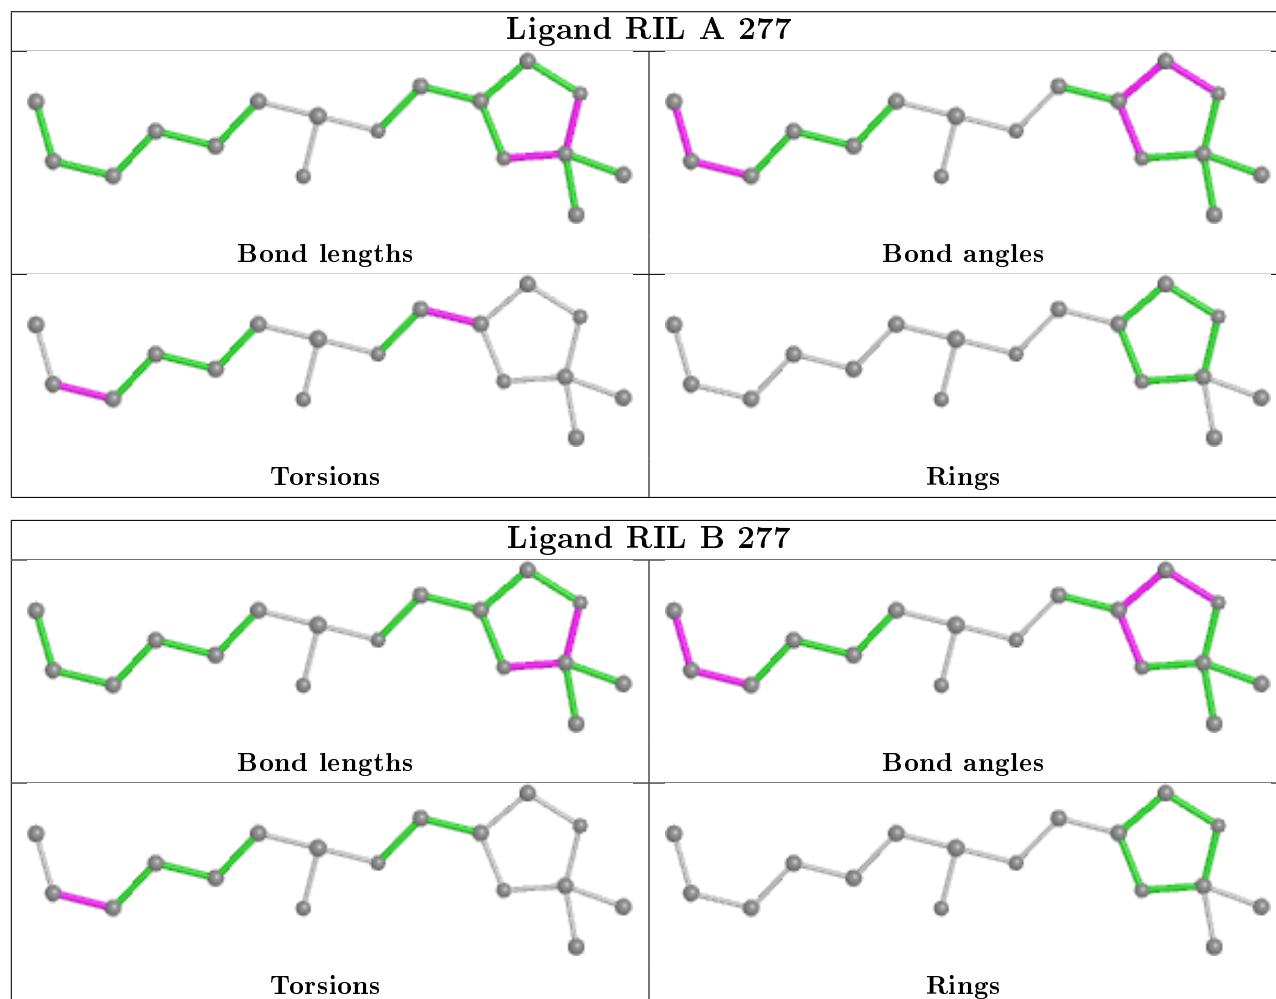 Ligand RIL A 277
Bond lengths
Bond angles
Torsions
Rings
Ligand RIL B 277
Bond lengths
Bond angles
Torsions
Rings